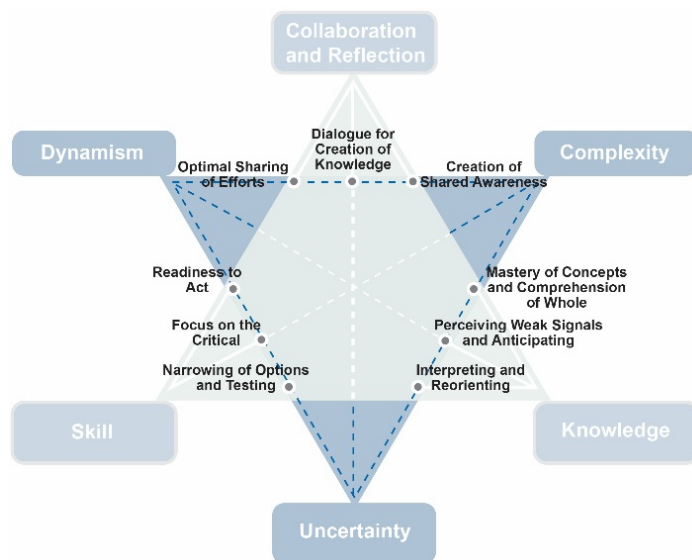 Collaboration
and Reflection
Dynamism
Complexity
Dialogue for
Creation of
Knowledge
Optimal Sharing
of Efforts
Creation of
Shared Awareness
Readiness to
Act
Mastery of Concepts
and Comprehension
of Whole
Focus on the
Critical
Perceiving Weak Signals
and Anticipating
Narrowing of Options
and Testing
Interpreting and
Reorienting
Skill
Knowledge
Uncertainty